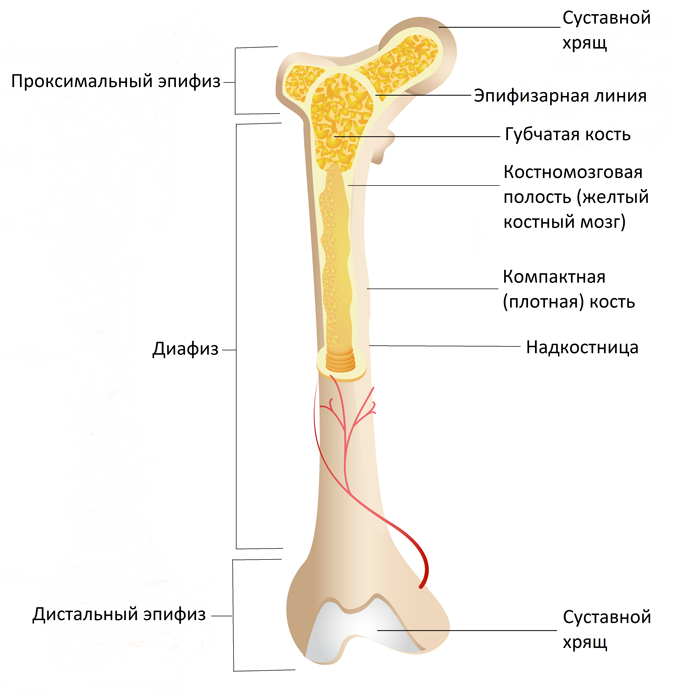 Суставной
хрящ
Проксимальный эпифиз
Эпифизарная линия
Губчатая кость
Костномозговая
полость (желтый
костный мозг)
Компактная
(плотная) кость
Диафиз
Надкостница
Дистальный эпифиз
Суставной
хрящ